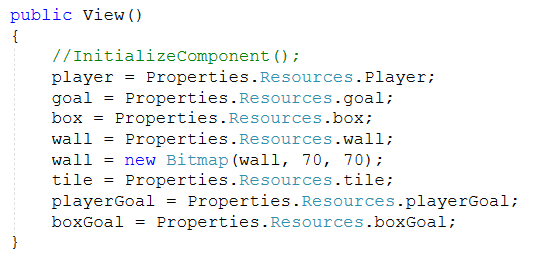 public View()
{
//InitializeComponent();
player = Properties.Resources.Player;
goal = Properties.Resources.goal;
box = Properties.Resources.box;
wall = Properties.Resources.wall;
wall = new Bitmap(wall, 70, 70);
tile = Properties.Resources.tile;
playerGoal = Properties.Resources.playerGoal;
boxGoal = Properties.Resources.boxGoal;
}